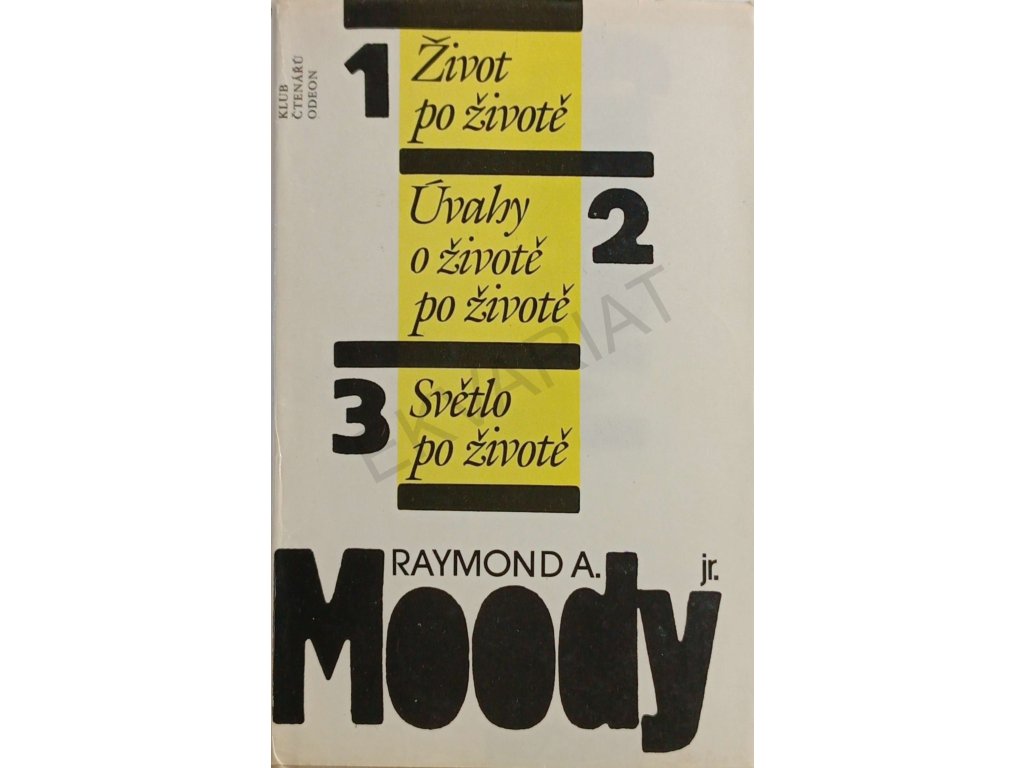 KLUB
ČTENÁŘŮ
ODEON
1
Život
po životě
2
Úvahy
o životě
po životě
3
Světlo
po životě
RAYMOND A.
Moody
jr.
EKVARIAT